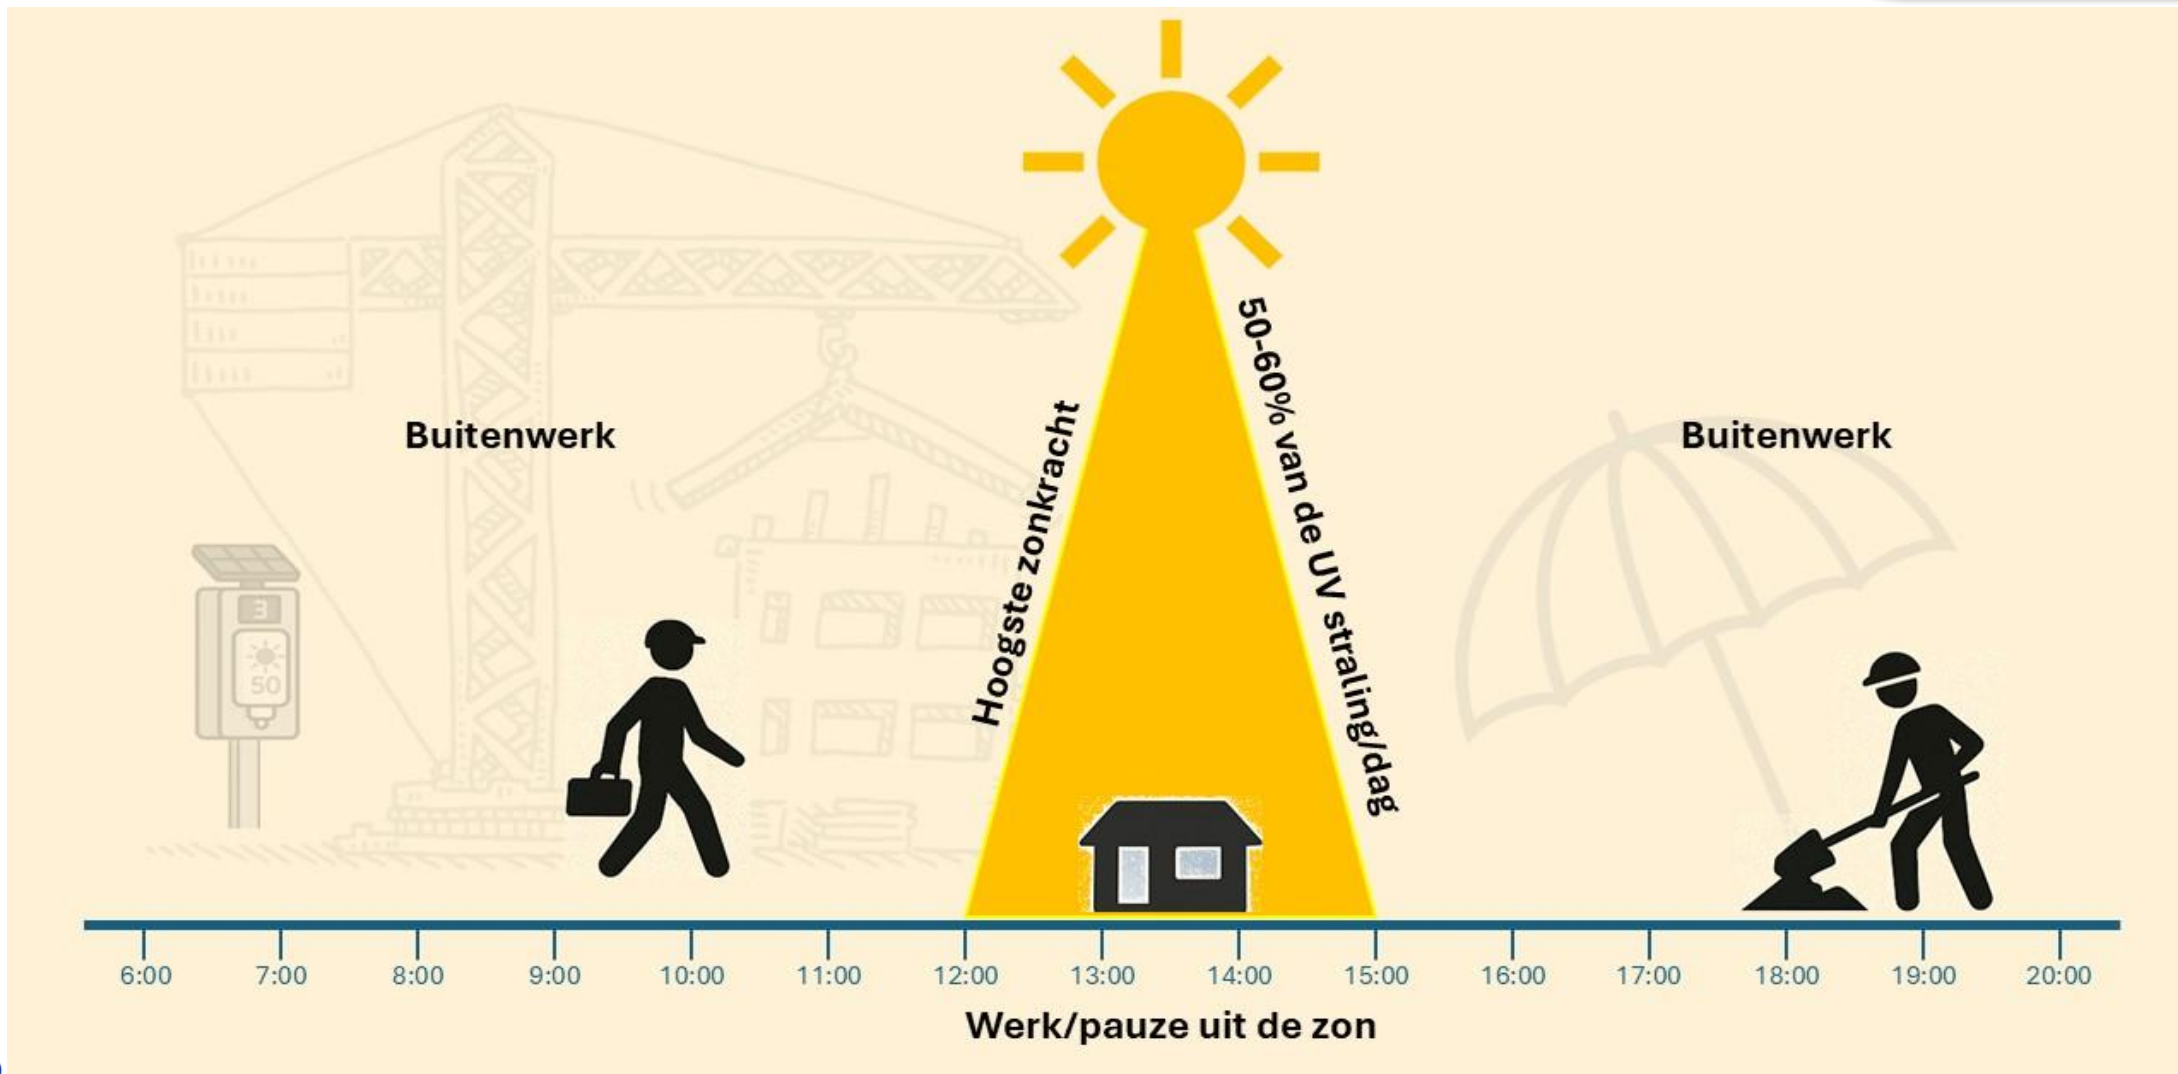 Buitenwerk
Hoogste zonkracht
50-60% van de UV straling/dag
Buitenwerk
3
50
6:00 7:00 8:00 9:00 10:00 11:00 12:00 13:00 14:00 15:00 16:00 17:00 18:00 19:00 20:00
Werk/pauze uit de zon